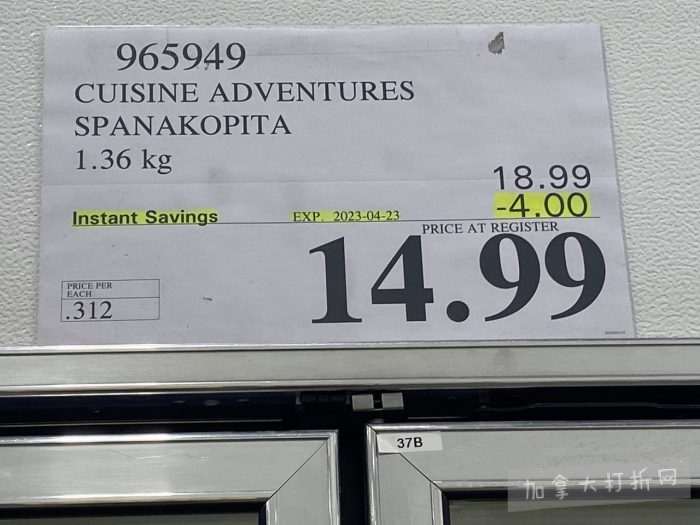 965949
CUISINE ADVENTURES
SPANAKOPITA
1.36 kg
18.99
Instant Savings EXP. 2023-04-23 -4.00
PRICE AT REGISTER
14.99
PRICE PER
EACH
.312
37B
加拿大打折网